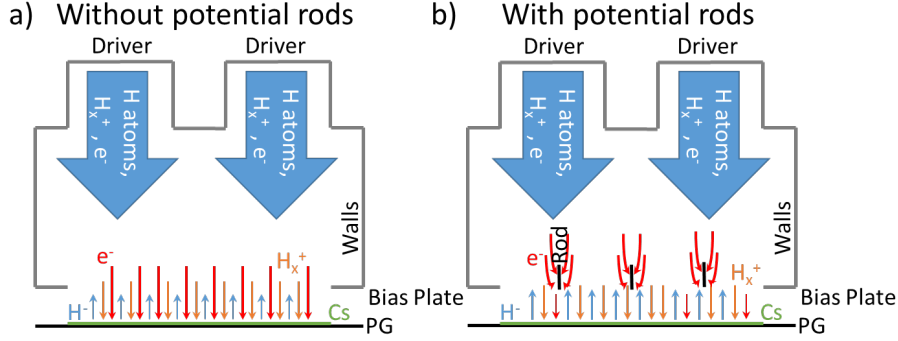 a) Without potential rods
Driver
Driver
H atoms,
Hₓ⁺, e⁻
H atoms,
Hₓ⁺, e⁻
Walls
e⁻
Hₓ⁺
H⁻
Cs
Bias Plate
PG
b) With potential rods
Driver
Driver
H atoms,
Hₓ⁺, e⁻
H atoms,
Hₓ⁺, e⁻
Walls
Rod
e⁻
Hₓ⁺
H⁻
Cs
Bias Plate
PG